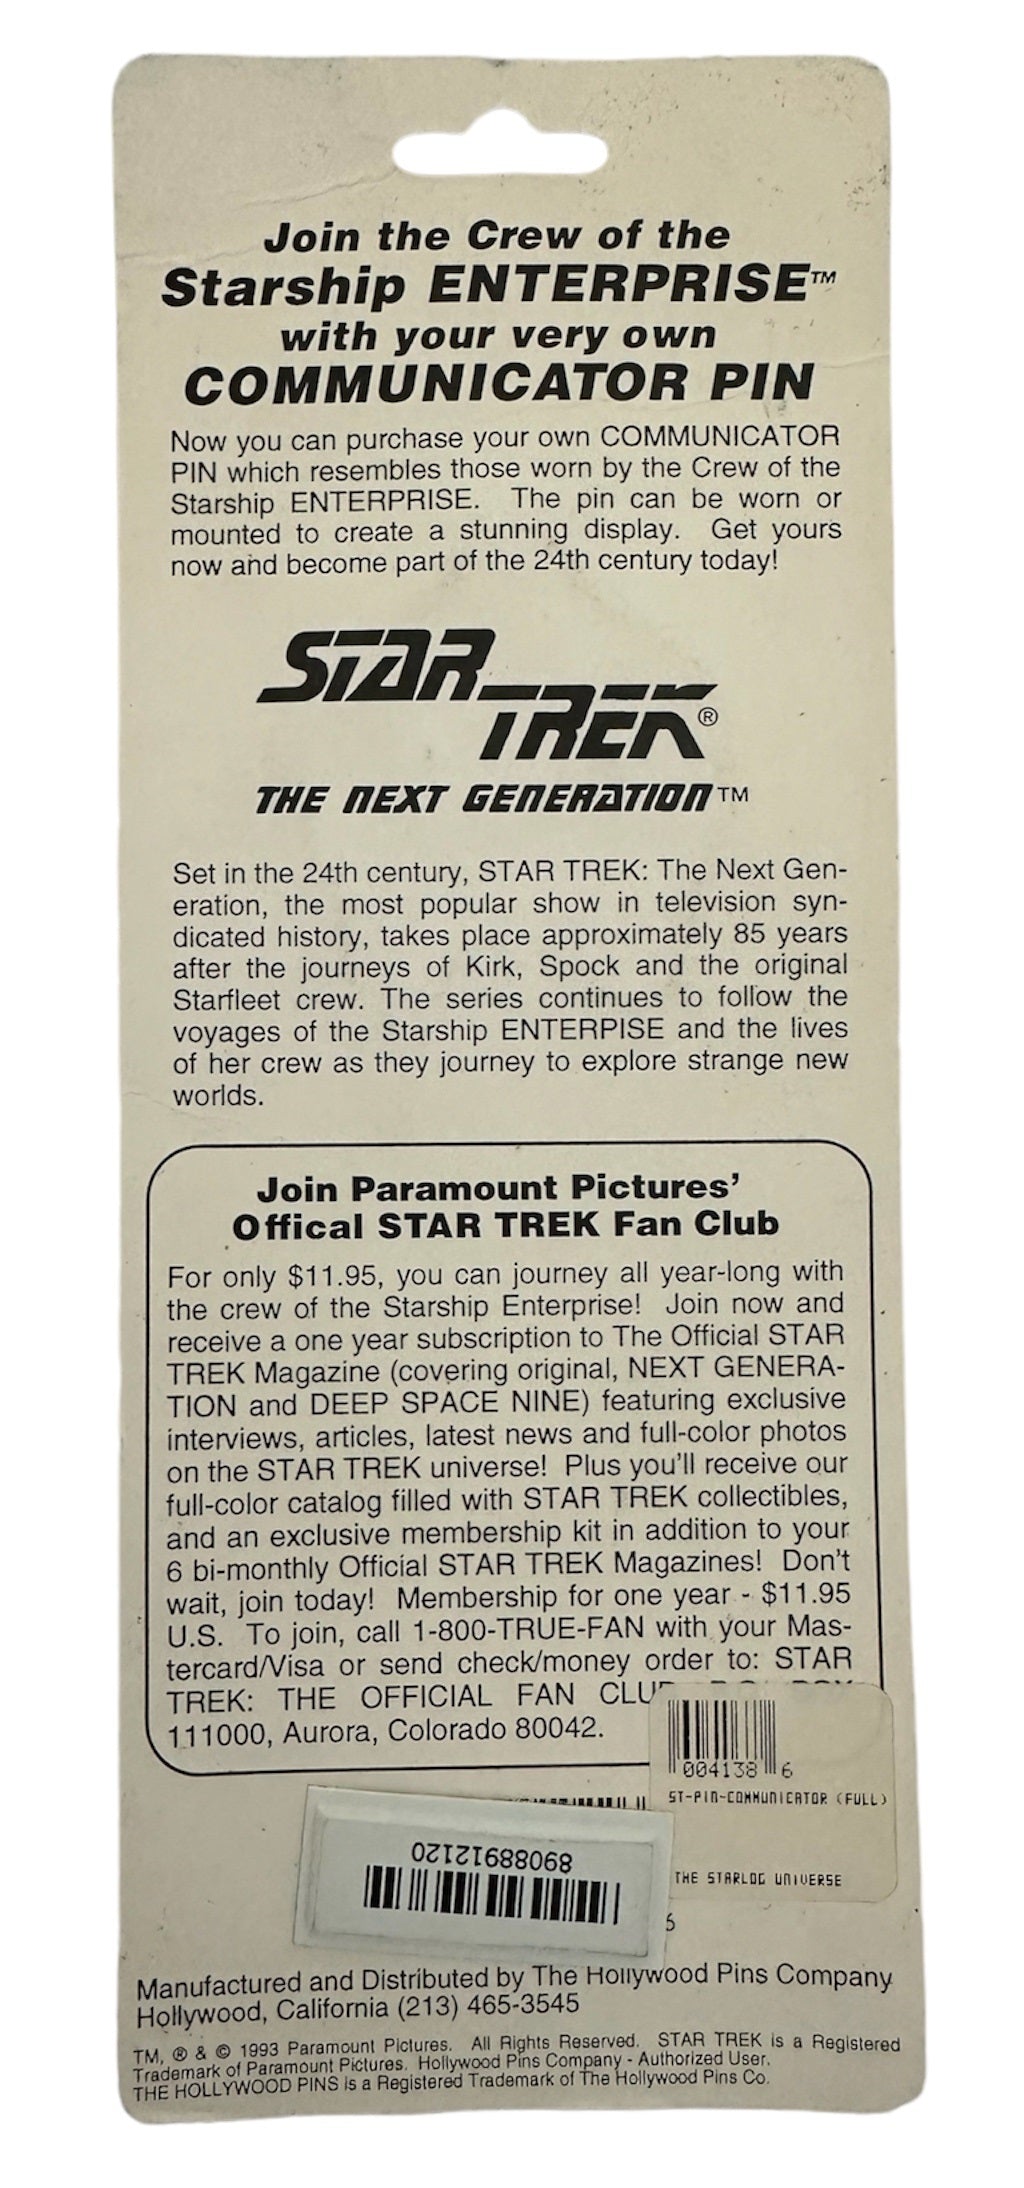 Join the Crew of the
Starship ENTERPRISE™
with your very own
COMMUNICATOR PIN
Now you can purchase your own COMMUNICATOR
PIN which resembles those worn by the Crew of the
Starship ENTERPRISE. The pin can be worn or
mounted to create a stunning display. Get yours
now and become part of the 24th century today!
STAR
TREK®
THE NEXT GENERATION™
Set in the 24th century, STAR TREK: The Next Gen-
eration, the most popular show in television syn-
dicated history, takes place approximately 85 years
after the journeys of Kirk, Spock and the original
Starfleet crew. The series continues to follow the
voyages of the Starship ENTERPISE and the lives
of her crew as they journey to explore strange new
worlds.
Join Paramount Pictures'
Offical STAR TREK Fan Club
For only $11.95, you can journey all year-long with
the crew of the Starship Enterprise! Join now and
receive a one year subscription to The Official STAR
TREK Magazine (covering original, NEXT GENERA-
TION and DEEP SPACE NINE) featuring exclusive
interviews, articles, latest news and full-color photos
on the STAR TREK universe! Plus you'll receive our
full-color catalog filled with STAR TREK collectibles,
and an exclusive membership kit in addition to your
6 bi-monthly Official STAR TREK Magazines! Don't
wait, join today! Membership for one year - $11.95
U.S. To join, call 1-800-TRUE-FAN with your Mas-
tercard/Visa or send check/money order to: STAR
TREK: THE OFFICIAL FAN
111000, Aurora, Colorado 80042.
004138 6
ST-PIN-COMMUNICATOR (FULL)
THE STARLOG UNIVERSE
89088912120
6
Manufactured and Distributed by The Hollywood Pins Company
Hollywood, California (213) 465-3545
TM, ® & © 1993 Paramount Pictures. All Rights Reserved. STAR TREK is a Registered
Trademark of Paramount Pictures. Hollywood Pins Company - Authorized User.
THE HOLLYWOOD PINS is a Registered Trademark of The Hollywood Pins Co.